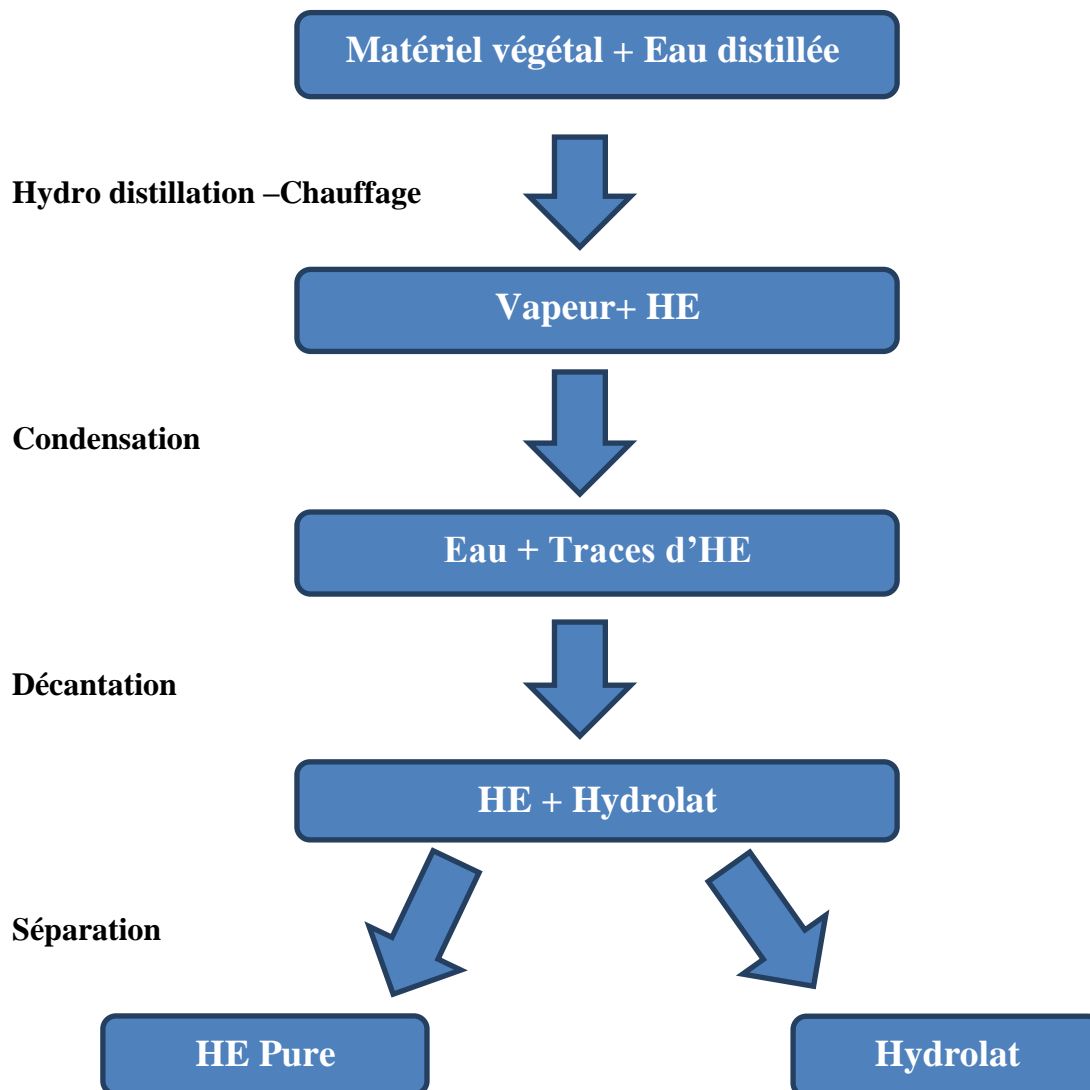 Matériel végétal + Eau distillée
Hydro distillation –Chauffage
Vapeur+ HE
Condensation
Eau + Traces d’HE
Décantation
HE + Hydrolat
Séparation
HE Pure
Hydrolat